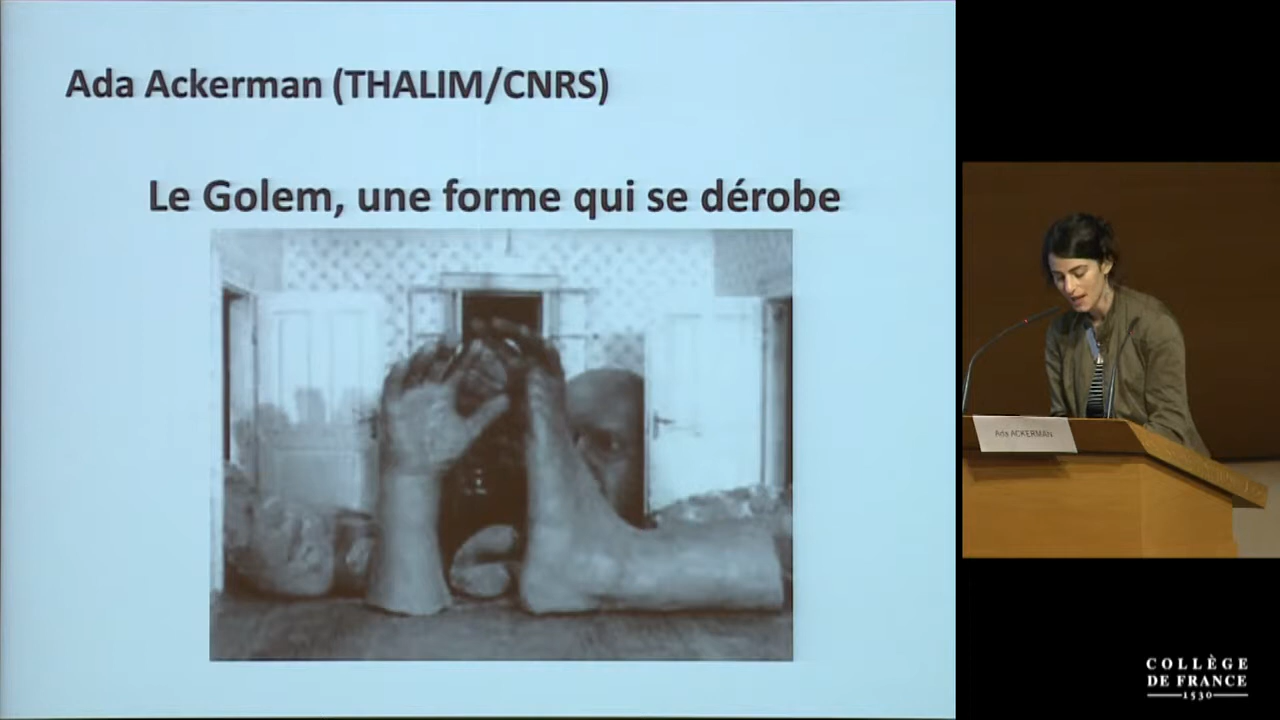 Ada Ackerman (THALIM/CNRS)
Le Golem, une forme qui se dérobe
Ada ACKERMAN
COLLÈGE
DE FRANCE
1530